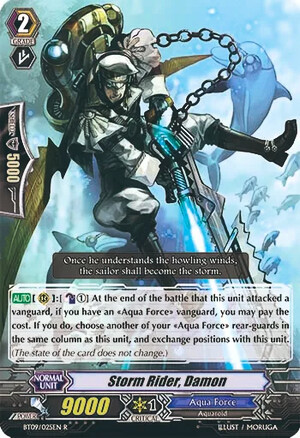 2
GRADE
SHIELD 5000
Once he understands the howling winds,
the sailor shall become the storm.
AUTO [ ]:[ 1] At the end of the battle that this unit attacked a
vanguard, if you have an «Aqua Force» vanguard, you may pay the
cost. If you do, choose another of your «Aqua Force» rear-guards in
the same column as this unit, and exchange positions with this unit.
(The state of the card does not change.)
NORMAL
UNIT
Storm Rider, Damon
POWER 9000
1
CRITICAL
Aqua Force
Aquaroid
BT09/025EN R
ILLUST / MORUGA